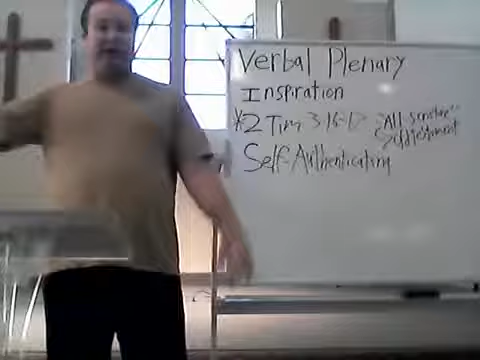 Verbal Plenary
Inspiration
*2 Tim 3:16-17 "All scripture"
Self-Authenticating